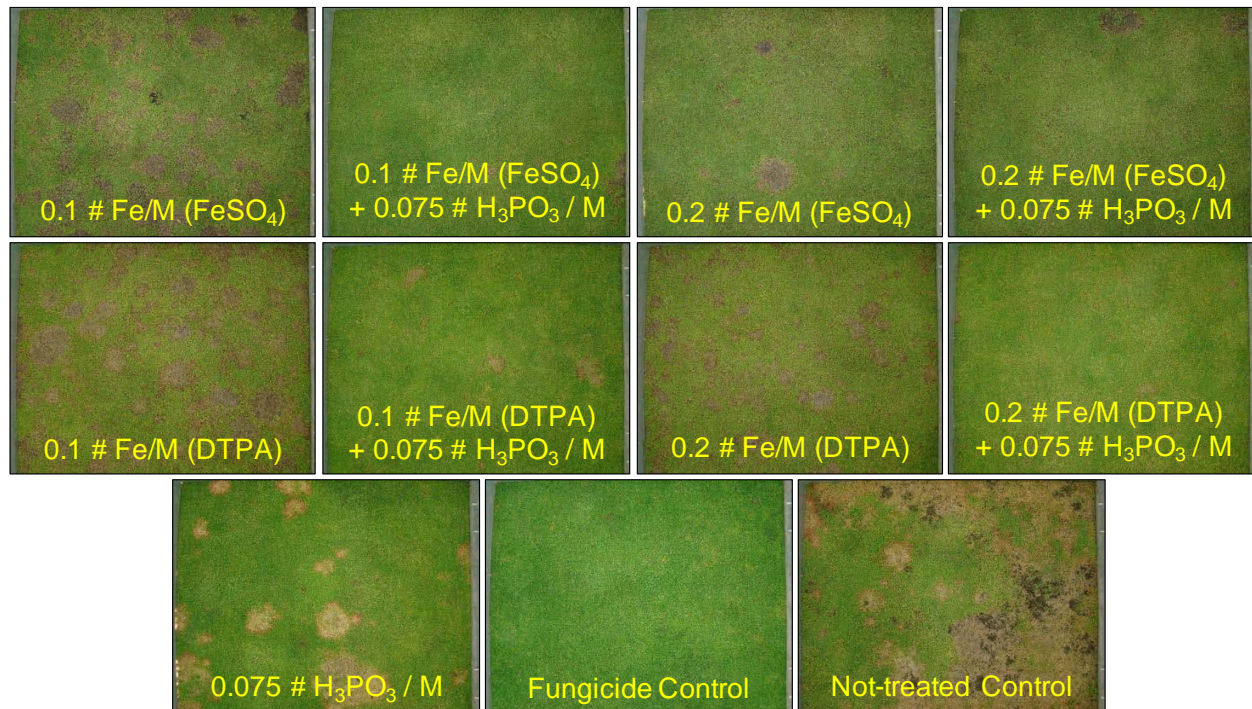 0.1 # Fe/M (FeSO₄)
0.1 # Fe/M (FeSO₄)
+ 0.075 # H₃PO₃ / M
0.2 # Fe/M (FeSO₄)
0.2 # Fe/M (FeSO₄)
+ 0.075 # H₃PO₃ / M
0.1 # Fe/M (DTPA)
0.1 # Fe/M (DTPA)
+ 0.075 # H₃PO₃ / M
0.2 # Fe/M (DTPA)
0.2 # Fe/M (DTPA)
+ 0.075 # H₃PO₃ / M
0.075 # H₃PO₃ / M
Fungicide Control
Not-treated Control